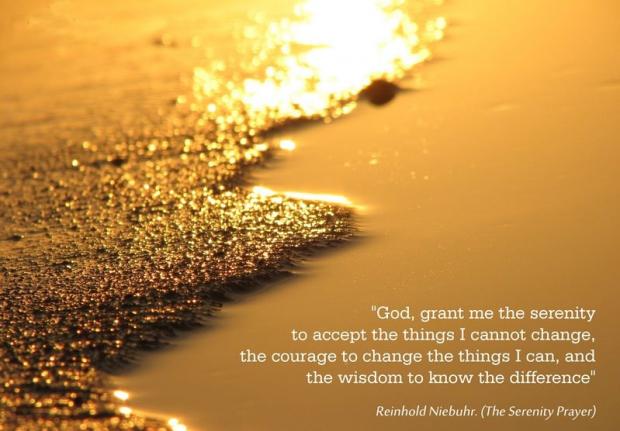 "God, grant me the serenity
to accept the things I cannot change,
the courage to change the things I can, and
the wisdom to know the difference"
Reinhold Niebuhr. (The Serenity Prayer)